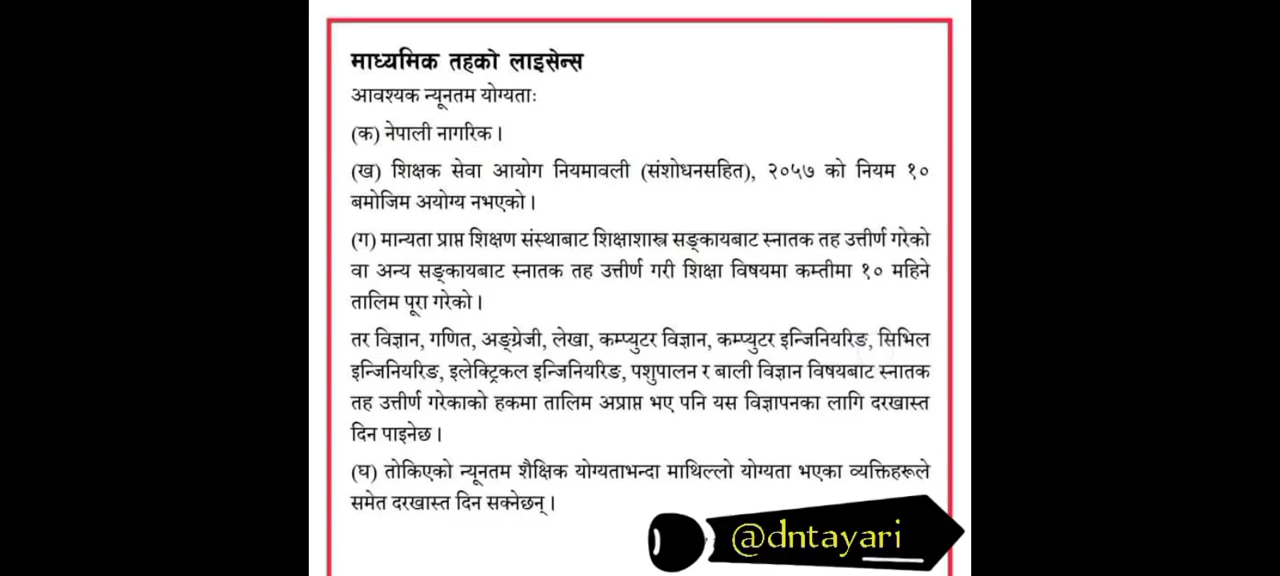 माध्यमिक तहको लाइसेन्स
आवश्यक न्यूनतम योग्यताः
(क) नेपाली नागरिक।
(ख) शिक्षक सेवा आयोग नियमावली (संशोधनसहित), २०५७ को नियम १०
बमोजिम अयोग्य नभएको।
(ग) मान्यता प्राप्त शिक्षण संस्थाबाट शिक्षाशास्त्र सङ्कायबाट स्नातक तह उत्तीर्ण गरेको
वा अन्य सङ्कायबाट स्नातक तह उत्तीर्ण गरी शिक्षा विषयमा कम्तीमा १० महिने
तालिम पूरा गरेको।
तर विज्ञान, गणित, अङ्ग्रेजी, लेखा, कम्प्युटर विज्ञान, कम्प्युटर इन्जिनियरिङ, सिभिल
इन्जिनियरिङ, इलेक्ट्रिकल इन्जिनियरिङ, पशुपालन र बाली विज्ञान विषयबाट स्नातक
तह उत्तीर्ण गरेकाको हकमा तालिम अप्राप्त भए पनि यस विज्ञापनका लागि दरखास्त
दिन पाइनेछ।
(घ) तोकिएको न्यूनतम शैक्षिक योग्यताभन्दा माथिल्लो योग्यता भएका व्यक्तिहरूले
समेत दरखास्त दिन सक्नेछन्।
@dntayari